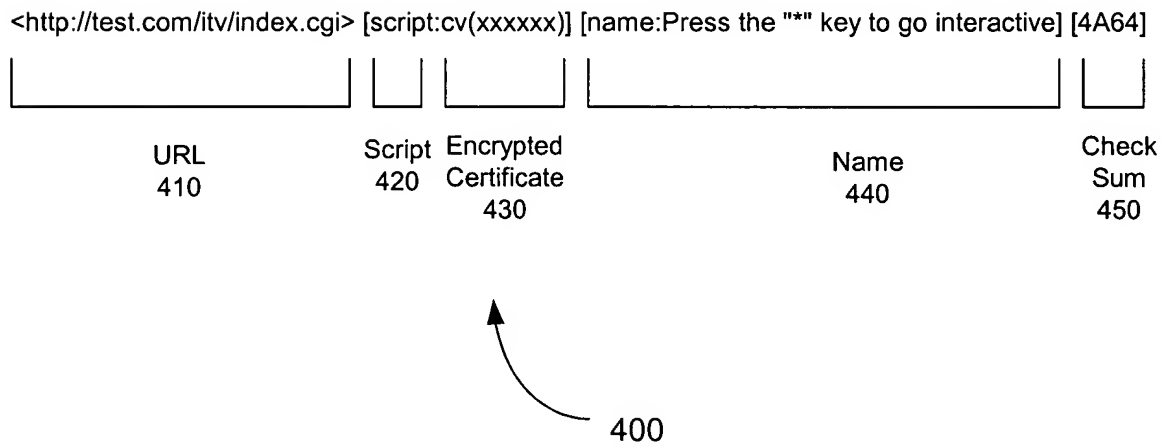 <http://test.com/itv/index.cgi> [script:cv(xxxxxx)] [name:Press the "*" key to go interactive] [4A64]
URL
410
Script
420
Encrypted
Certificate
430
Name
440
Check
Sum
450
400